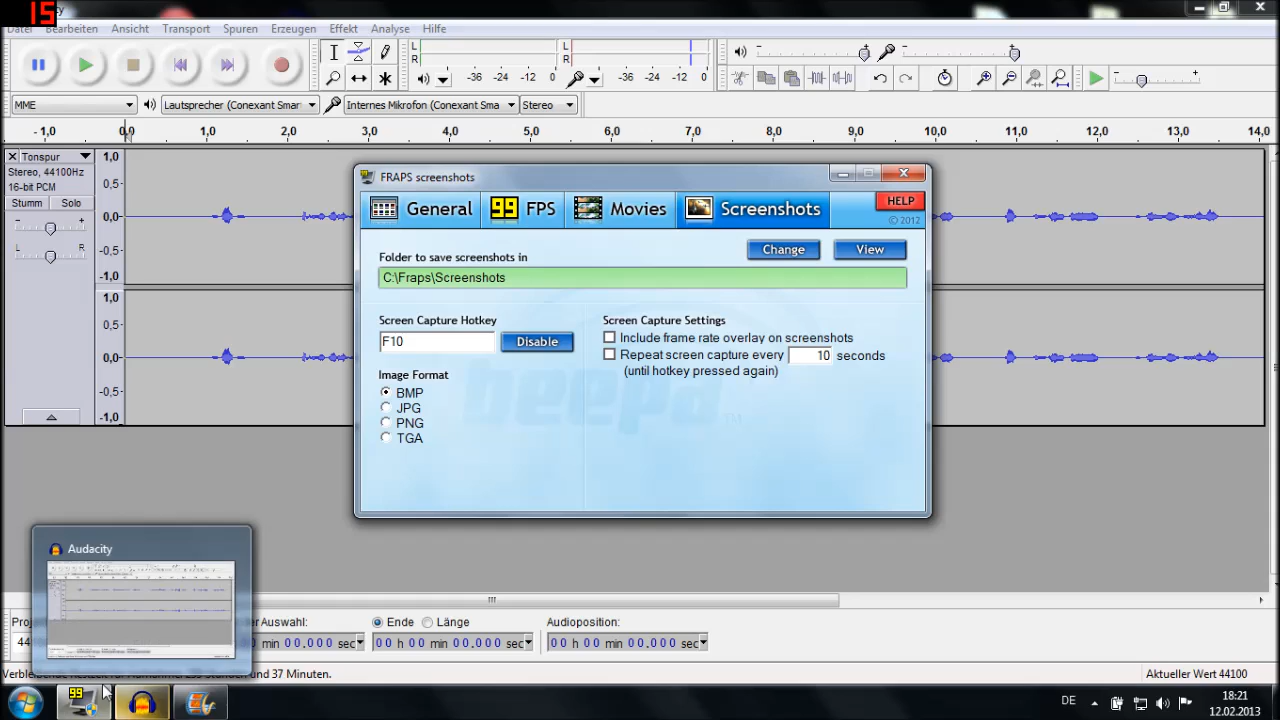 15
Datei Bearbeiten Ansicht Transport Spuren Erzeugen Effekt Analyse Hilfe
L
R
-36 -24 -12 0
L
R
-36 -24 -12 0
MME
Lautsprecher (Conexant Smar
Internes Mikrofon (Conexant Sma
Stereo
- 1,0 0,0 1,0 2,0 3,0 4,0 5,0 6,0 7,0 8,0 9,0 10,0 11,0 12,0 13,0 14,0
Tonspur
Stereo, 44100Hz
16-bit PCM
Stumm Solo
- +
L R
1,0
0,5-
0,0-
-0,5-
-1,0
1,0
0,5-
0,0-
-0,5-
-1,0
FRAPS screenshots
General
99 FPS
Movies
Screenshots
HELP
© 2012
Folder to save screenshots in
Change
View
C:\Fraps\Screenshots
Screen Capture Hotkey
F10
Disable
Screen Capture Settings
Include frame rate overlay on screenshots
Repeat screen capture every 10 seconds
(until hotkey pressed again)
Image Format
BMP
JPG
PNG
TGA
beepa
Audacity
Auswahl:
Ende Länge
Audioposition:
00.000 sec
00 h 00 min 00.000 sec
00 h 00 min 00.000 sec
37 Minuten.
Aktueller Wert 44100
99
DE
18:21
12.02.2013